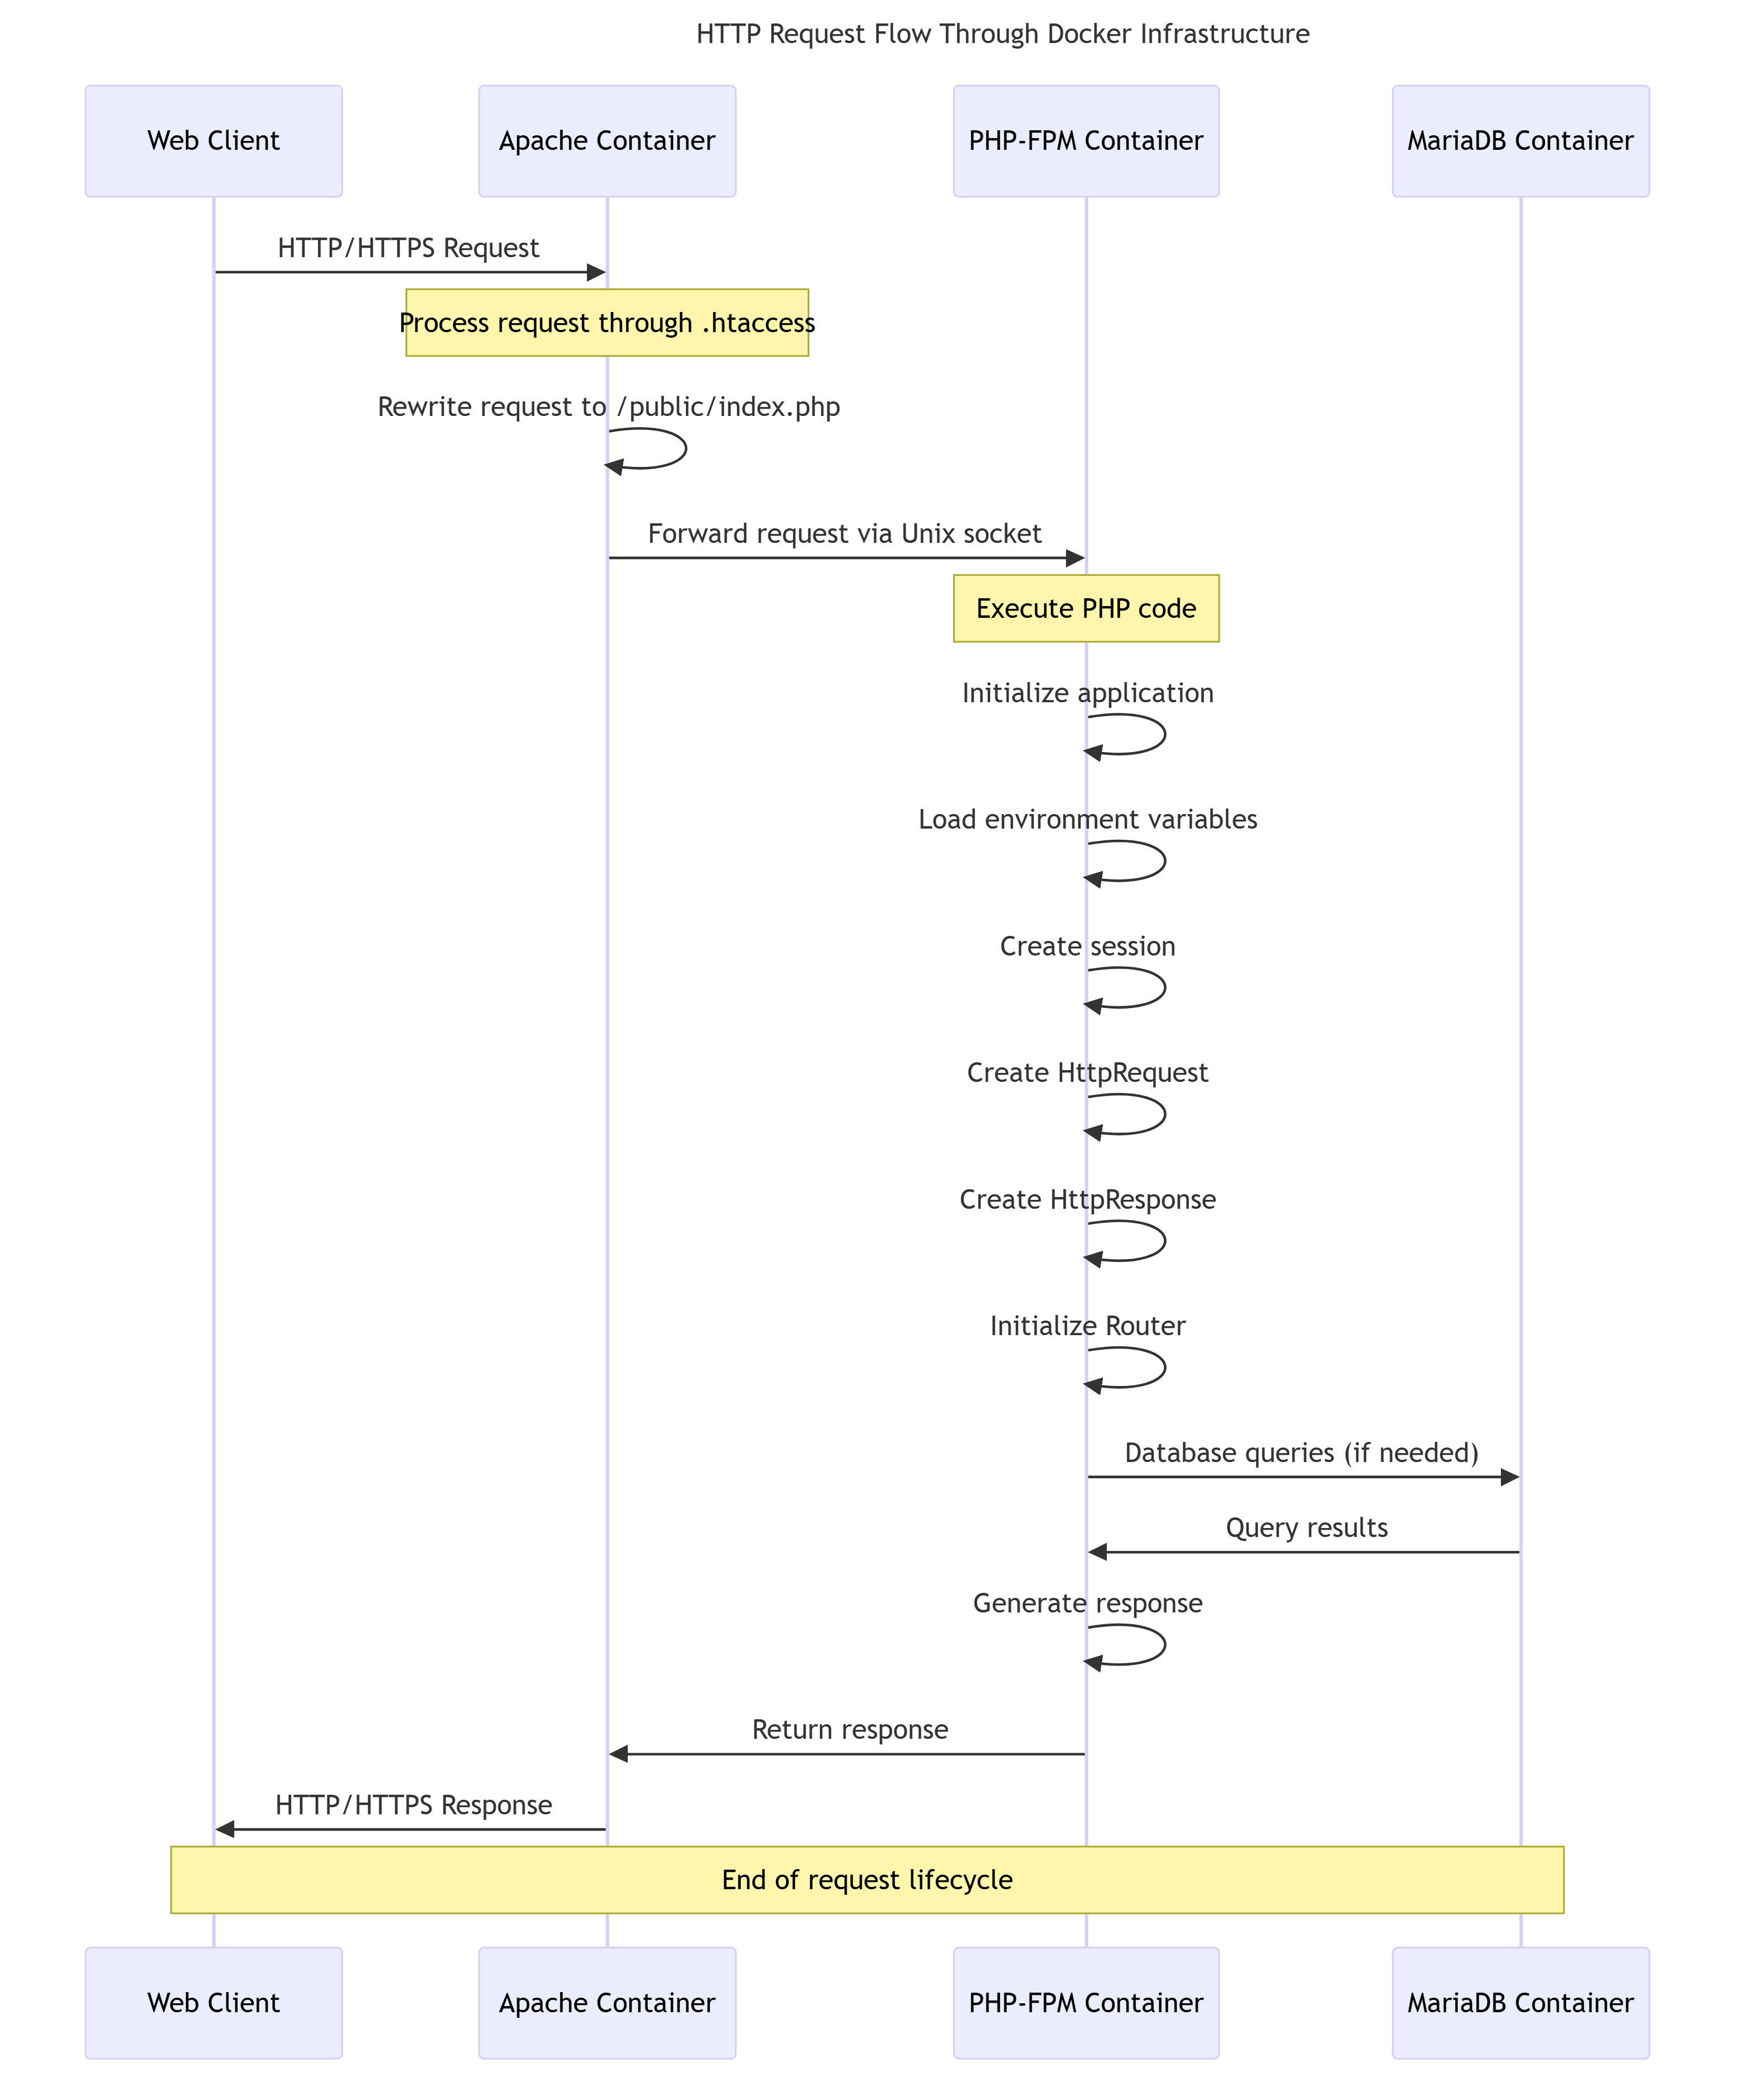 HTTP Request Flow Through Docker Infrastructure
Web Client
Apache Container
PHP-FPM Container
MariaDB Container
HTTP/HTTPS Request
Process request through .htaccess
Rewrite request to /public/index.php
Forward request via Unix socket
Execute PHP code
Initialize application
Load environment variables
Create session
Create HttpRequest
Create HttpResponse
Initialize Router
Database queries (if needed)
Query results
Generate response
Return response
HTTP/HTTPS Response
End of request lifecycle
Web Client
Apache Container
PHP-FPM Container
MariaDB Container